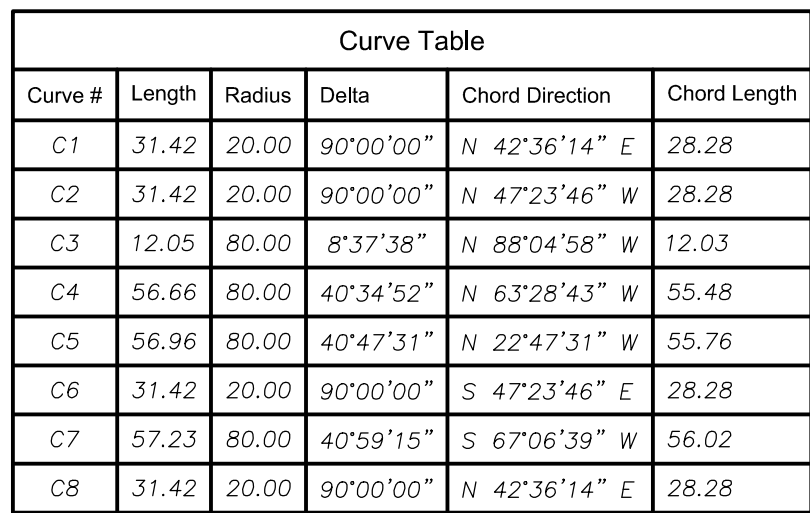 Curve Table
Curve # Length Radius Delta Chord Direction Chord Length
C1 31.42 20.00 90°00'00" N 42°36'14" E 28.28
C2 31.42 20.00 90°00'00" N 47°23'46" W 28.28
C3 12.05 80.00 8°37'38" N 88°04'58" W 12.03
C4 56.66 80.00 40°34'52" N 63°28'43" W 55.48
C5 56.96 80.00 40°47'31" N 22°47'31" W 55.76
C6 31.42 20.00 90°00'00" S 47°23'46" E 28.28
C7 57.23 80.00 40°59'15" S 67°06'39" W 56.02
C8 31.42 20.00 90°00'00" N 42°36'14" E 28.28